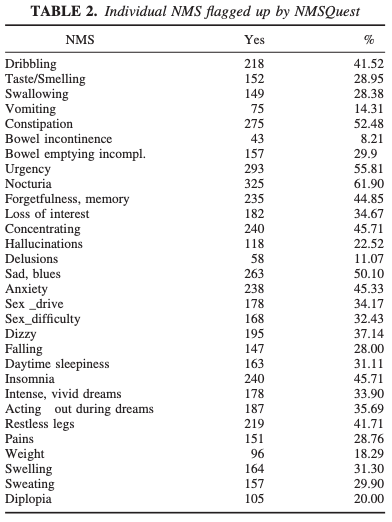 TABLE 2. Individual NMS flagged up by NMSQuest
NMS Yes %
Dribbling 218 41.52
Taste/Smelling 152 28.95
Swallowing 149 28.38
Vomiting 75 14.31
Constipation 275 52.48
Bowel incontinence 43 8.21
Bowel emptying incompl. 157 29.9
Urgency 293 55.81
Nocturia 325 61.90
Forgetfulness, memory 235 44.85
Loss of interest 182 34.67
Concentrating 240 45.71
Hallucinations 118 22.52
Delusions 58 11.07
Sad, blues 263 50.10
Anxiety 238 45.33
Sex _drive 178 34.17
Sex_difficulty 168 32.43
Dizzy 195 37.14
Falling 147 28.00
Daytime sleepiness 163 31.11
Insomnia 240 45.71
Intense, vivid dreams 178 33.90
Acting out during dreams 187 35.69
Restless legs 219 41.71
Pains 151 28.76
Weight 96 18.29
Swelling 164 31.30
Sweating 157 29.90
Diplopia 105 20.00